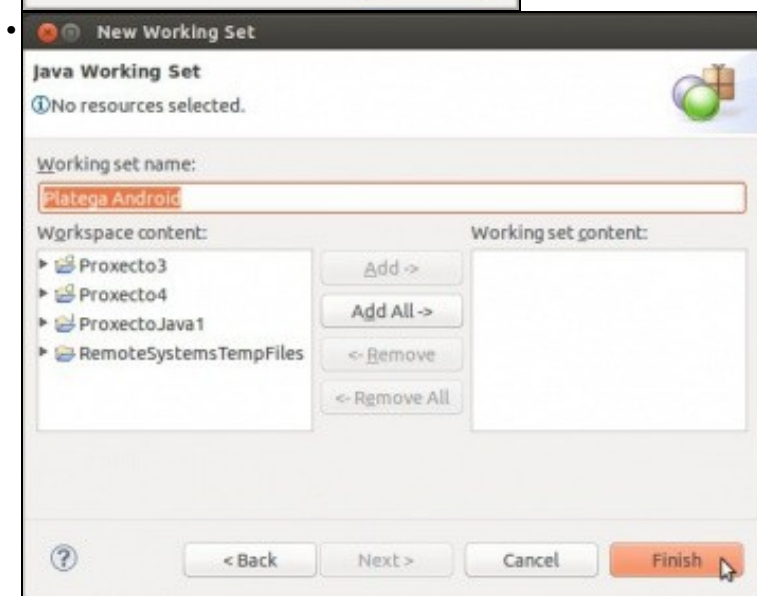 New Working Set
Java Working Set
No resources selected.
Working set name:
Platega Android
Workspace content:
Working set content:
Proxecto3
Proxecto4
ProxectoJava1
RemoteSystemsTempFiles
Add ->
Add All ->
<- Remove
<- Remove All
?
< Back
Next >
Cancel
Finish